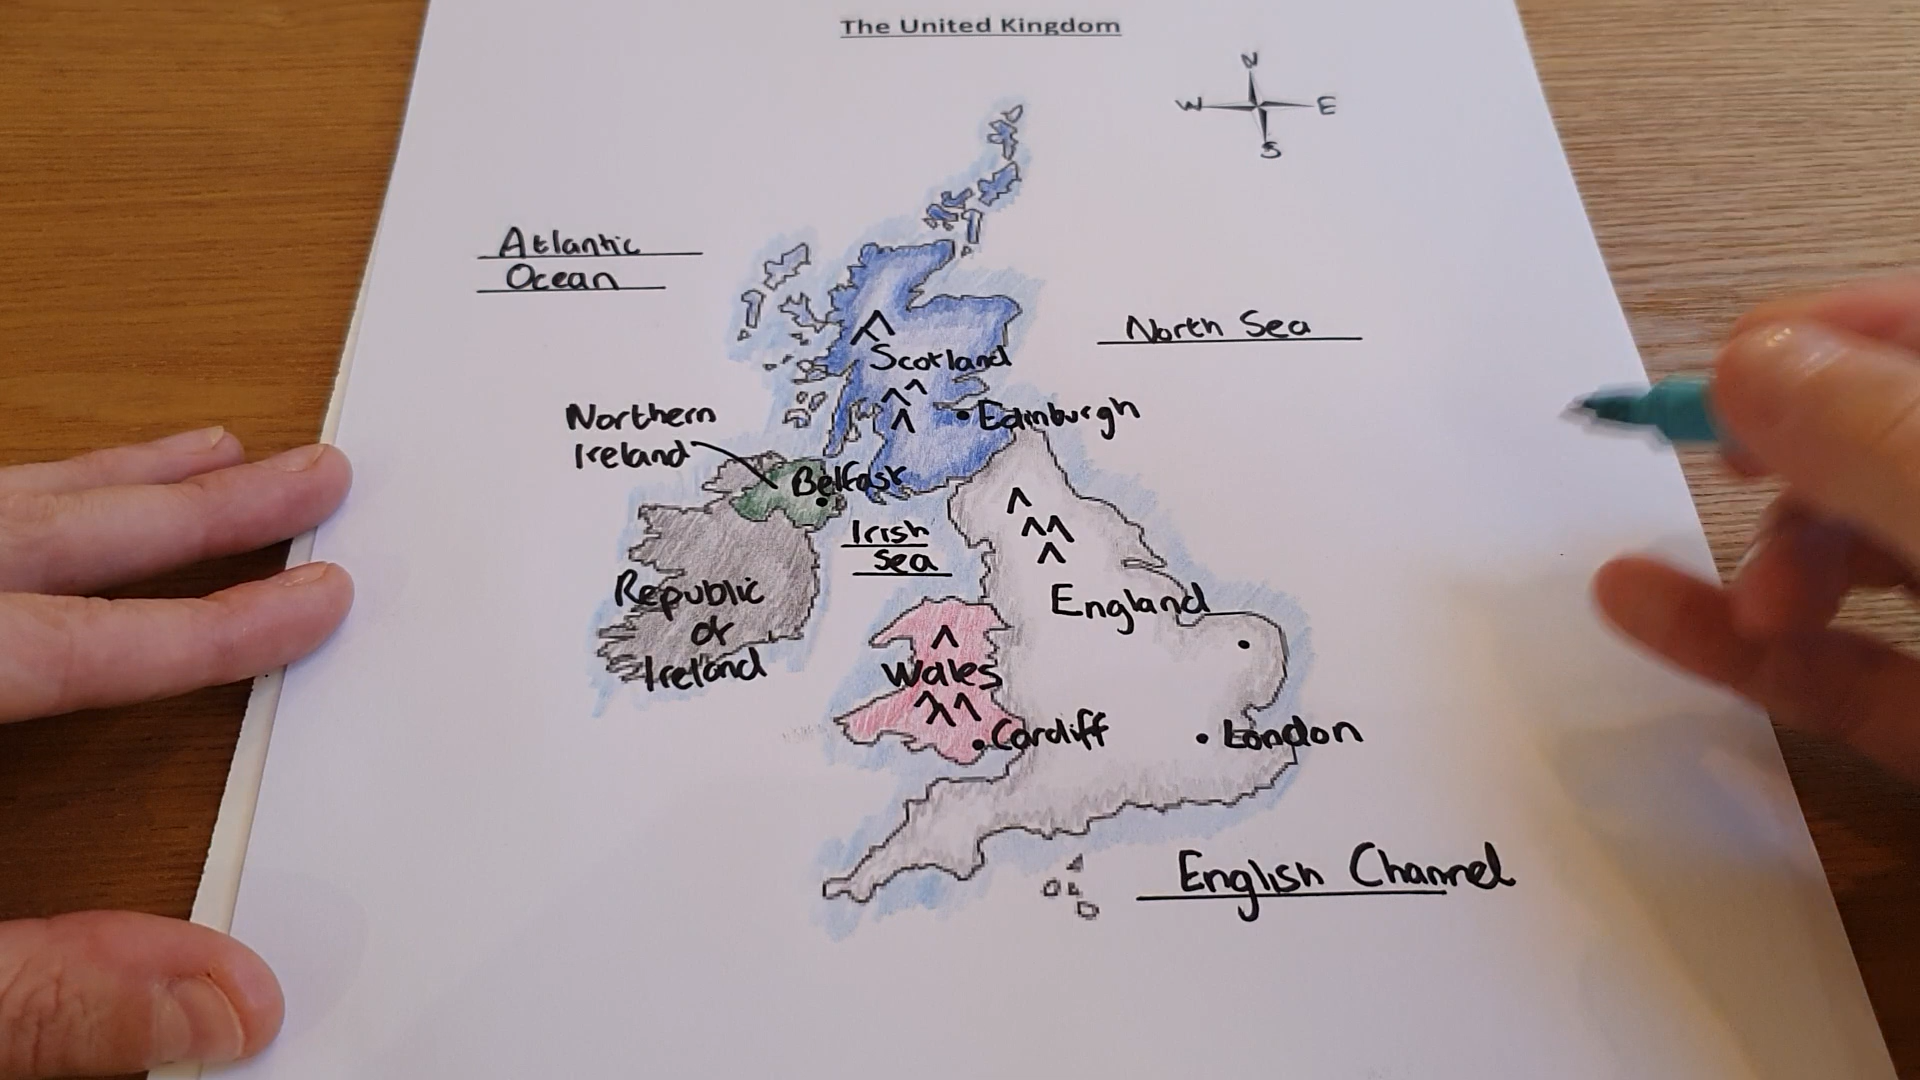 The United Kingdom
N
W E
S
Atlantic
Ocean
North Sea
Scotland
Northern
Ireland
Edinburgh
Belfast
Irish
Sea
Republic
of
Ireland
England
Wales
Cardiff
London
English Channel